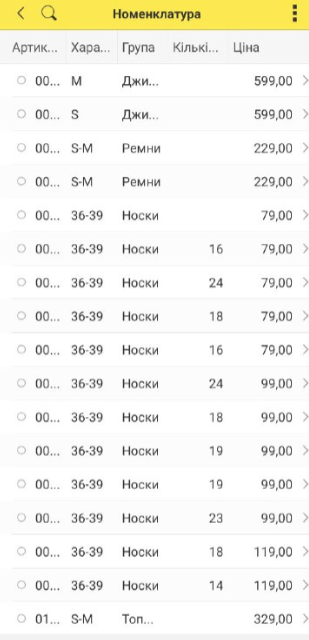 Номенклатура
Артик... Хара... Група Кількі... Ціна
00... M Джи... 599,00
00... S Джи... 599,00
00... S-M Ремни 229,00
00... S-M Ремни 229,00
00... 36-39 Носки 79,00
00... 36-39 Носки 16 79,00
00... 36-39 Носки 24 79,00
00... 36-39 Носки 18 79,00
00... 36-39 Носки 16 79,00
00... 36-39 Носки 24 99,00
00... 36-39 Носки 18 99,00
00... 36-39 Носки 19 99,00
00... 36-39 Носки 19 99,00
00... 36-39 Носки 23 99,00
00... 36-39 Носки 18 119,00
00... 36-39 Носки 14 119,00
01... S-M Топ... 329,00